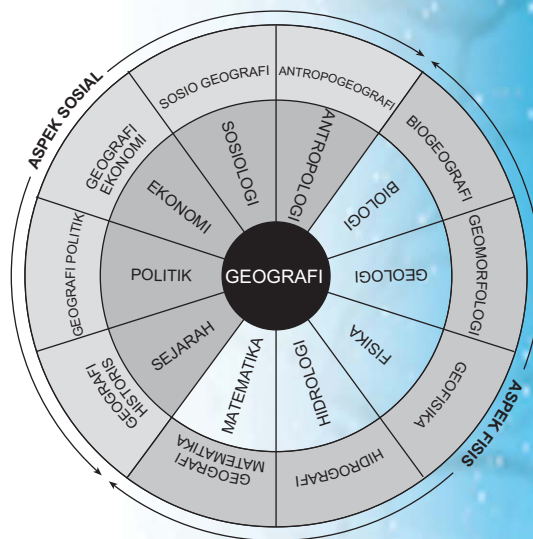 ASPEK SOSIAL
SOSIO GEOGRAFI
ANTROPOGEOGRAFI
BIOGEOGRAFI
GEOMORFOLOGI
GEOFISIKA
HIDROGRAFI
GEOGRAFI
MATEMATIKA
GEOGRAFI
HISTORIS
GEOGRAFI POLITIK
GEOGRAFI
EKONOMI
SOSIOLOGI
ANTROPOLOGI
BIOLOGI
GEOLOGI
FISIKA
HIDROLOGI
MATEMATIKA
SEJARAH
POLITIK
EKONOMI
GEOGRAFI
ASPEK FISIS